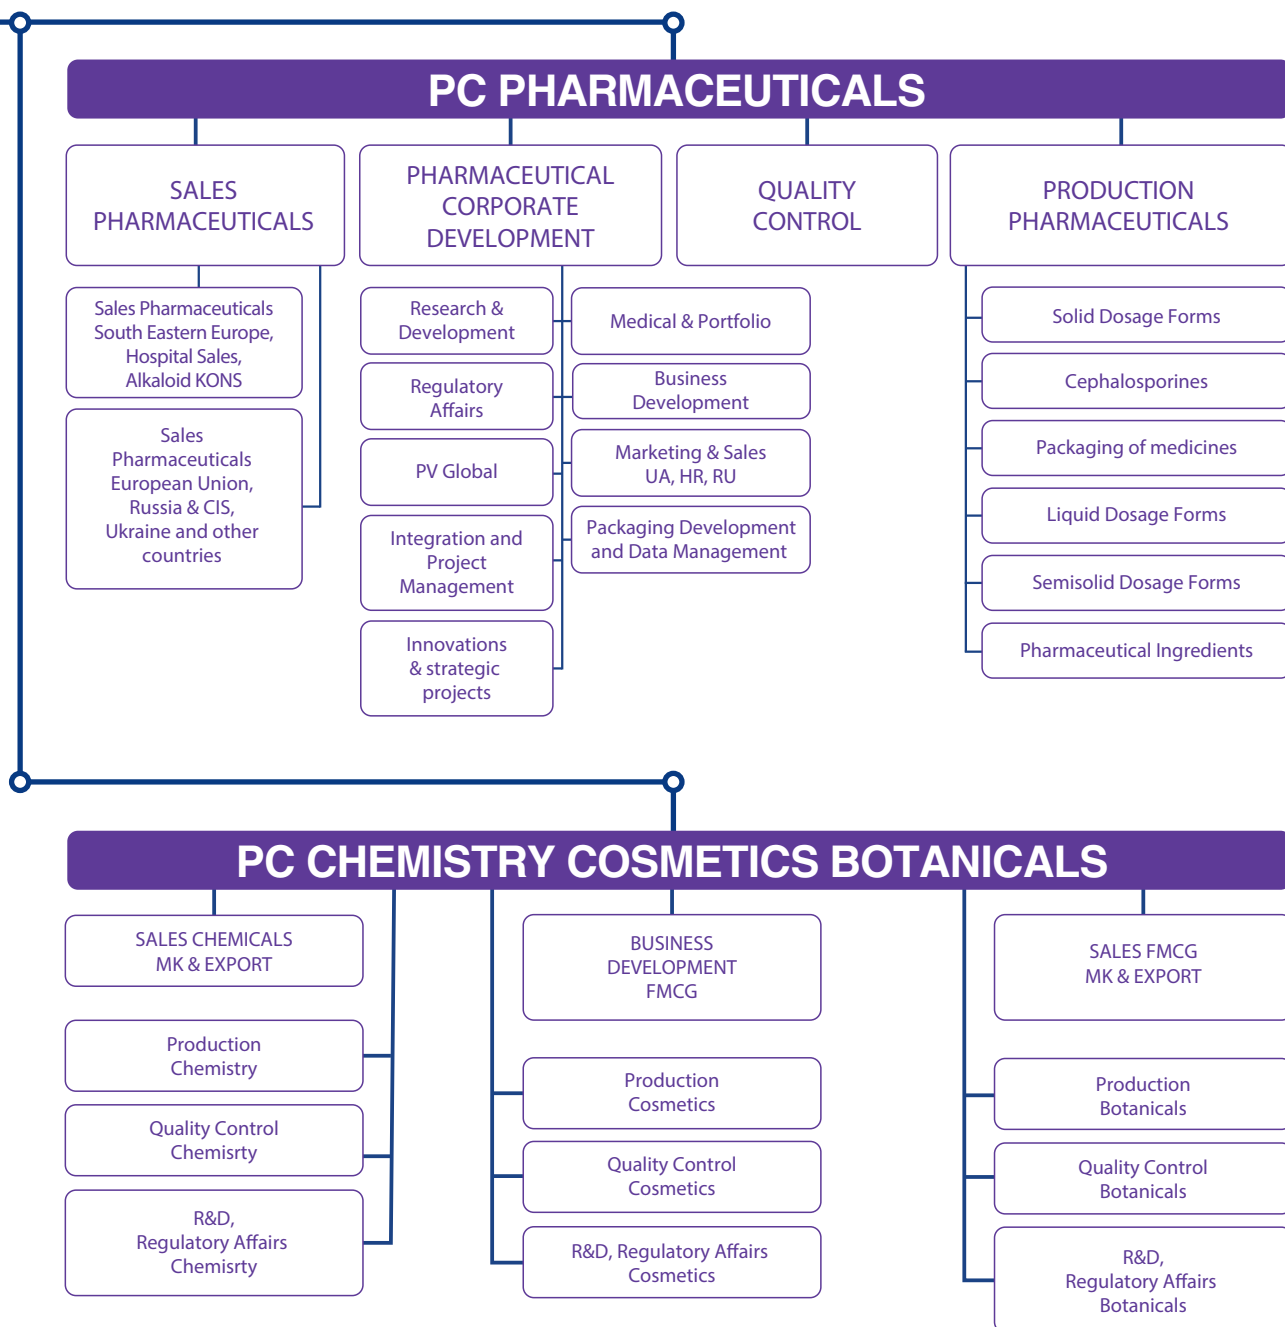 PC PHARMACEUTICALS
SALES
PHARMACEUTICALS
PHARMACEUTICAL
CORPORATE
DEVELOPMENT
QUALITY
CONTROL
PRODUCTION
PHARMACEUTICALS
Sales Pharmaceuticals
South Eastern Europe,
Hospital Sales,
Alkaloid KONS
Sales
Pharmaceuticals
European Union,
Russia & CIS,
Ukraine and other
countries
Research &
Development
Regulatory
Affairs
PV Global
Integration and
Project
Management
Innovations
& strategic
projects
Medical & Portfolio
Business
Development
Marketing & Sales
UA, HR, RU
Packaging Development
and Data Management
Solid Dosage Forms
Cephalosporines
Packaging of medicines
Liquid Dosage Forms
Semisolid Dosage Forms
Pharmaceutical Ingredients
PC CHEMISTRY COSMETICS BOTANICALS
SALES CHEMICALS
MK & EXPORT
Production
Chemistry
Quality Control
Chemisrty
R&D,
Regulatory Affairs
Chemisrty
BUSINESS
DEVELOPMENT
FMCG
Production
Cosmetics
Quality Control
Cosmetics
R&D, Regulatory Affairs
Cosmetics
SALES FMCG
MK & EXPORT
Production
Botanicals
Quality Control
Botanicals
R&D,
Regulatory Affairs
Botanicals